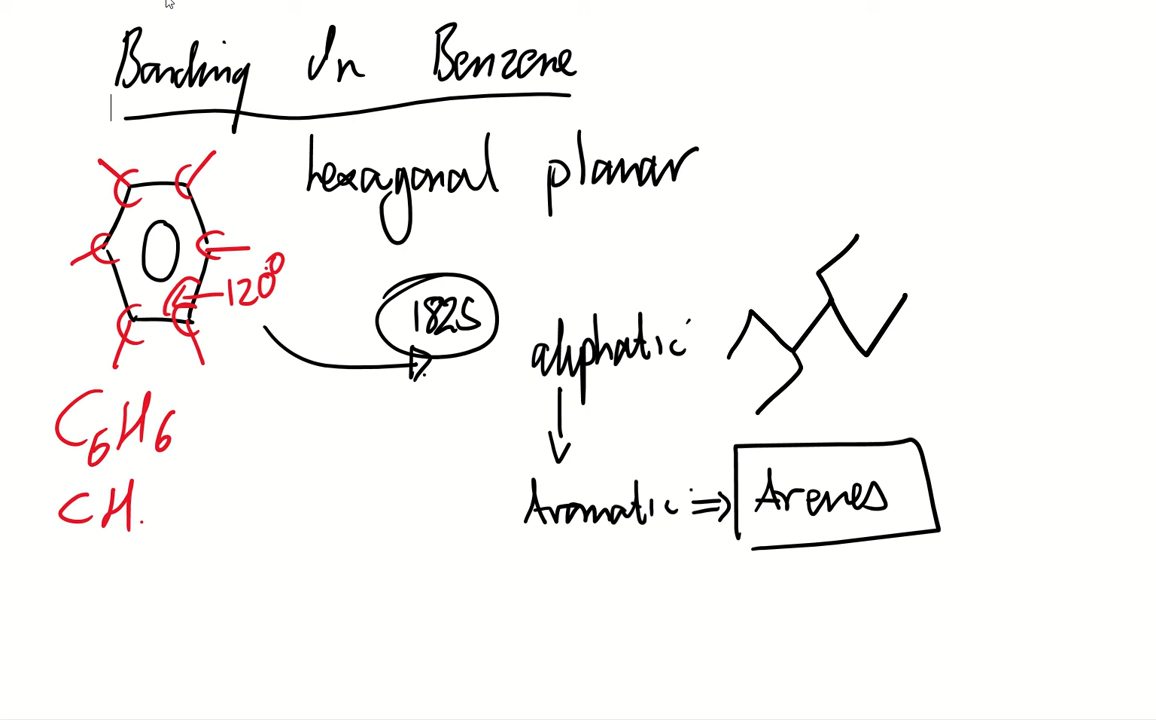 Bonding In Benzene
hexagonal planar
120°
1825
aliphatic
C6H6
CH
Aromatic ⇒ Arenes